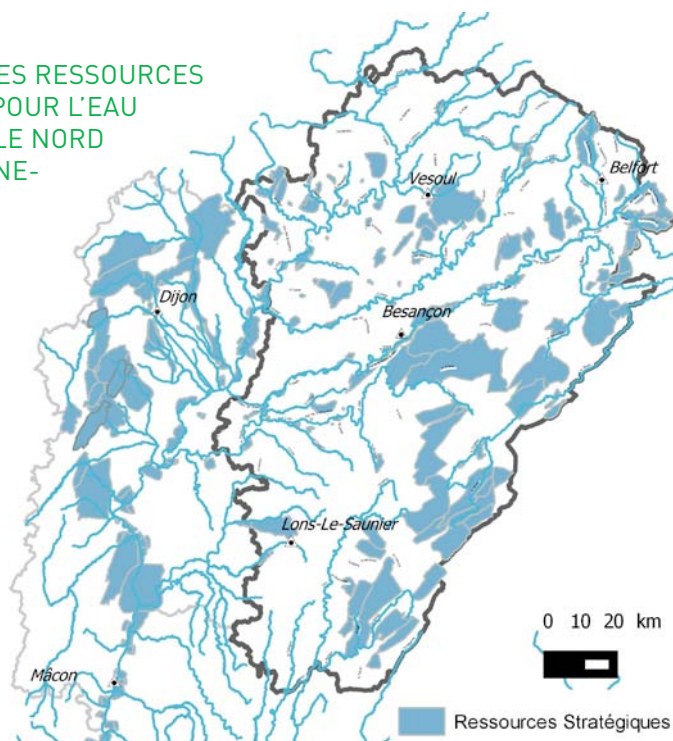 ES RESSOURCES
POUR L'EAU
LE NORD
NE-
Belfort
Vesoul
Dijon
Besançon
Lons-Le-Saunier
0 10 20 km
Mâcon
Ressources Stratégiques